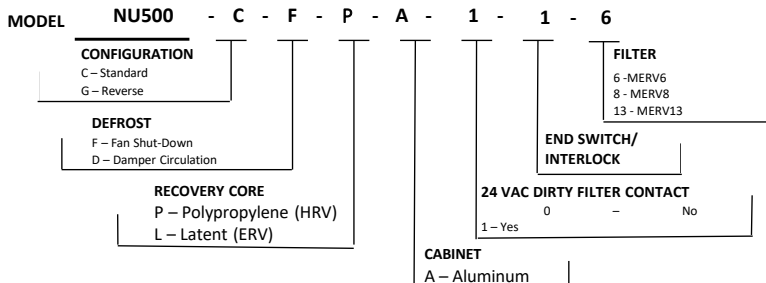 MODEL NU500 - C - F - P - A - 1 - 1 - 6
CONFIGURATION
C – Standard
G – Reverse
FILTER
6 -MERV6
8 - MERV8
13 - MERV13
DEFROST
F – Fan Shut-Down
D – Damper Circulation
END SWITCH/
INTERLOCK
RECOVERY CORE
P – Polypropylene (HRV)
L – Latent (ERV)
24 VAC DIRTY FILTER CONTACT
0 – No
1 – Yes
CABINET
A – Aluminum